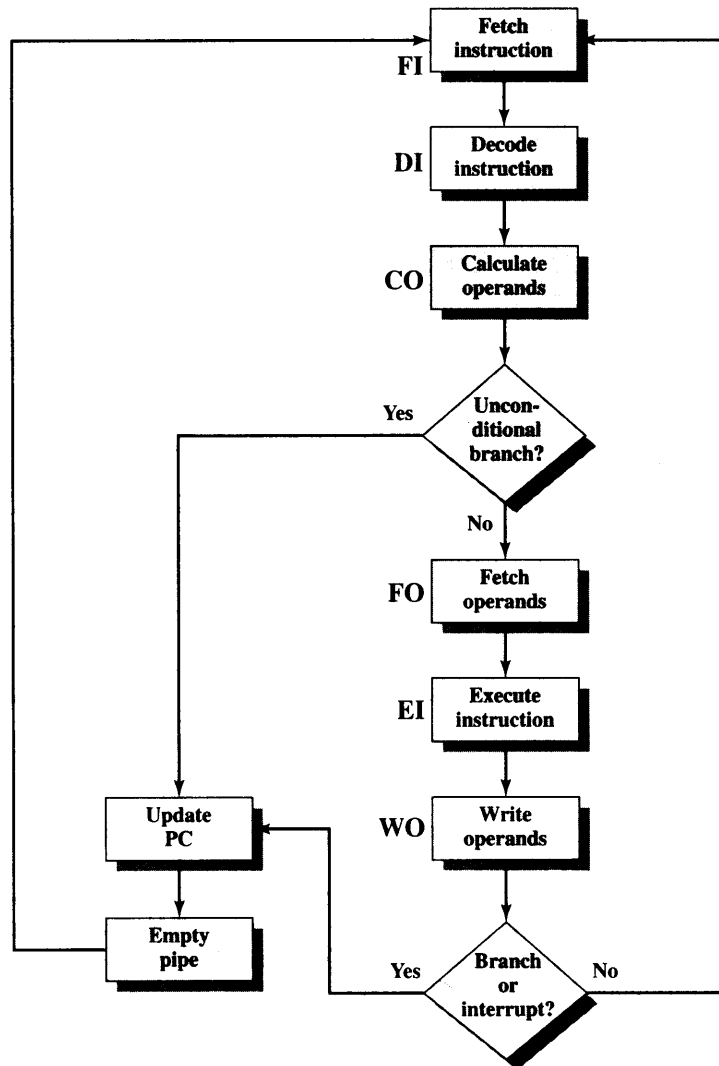 Fetch
instruction
FI
Decode
instruction
DI
Calculate
operands
CO
Uncon-
ditional
branch?
Yes
No
Fetch
operands
FO
Execute
instruction
EI
Update
PC
Write
operands
WO
Empty
pipe
Yes
Branch
or
interrupt?
No